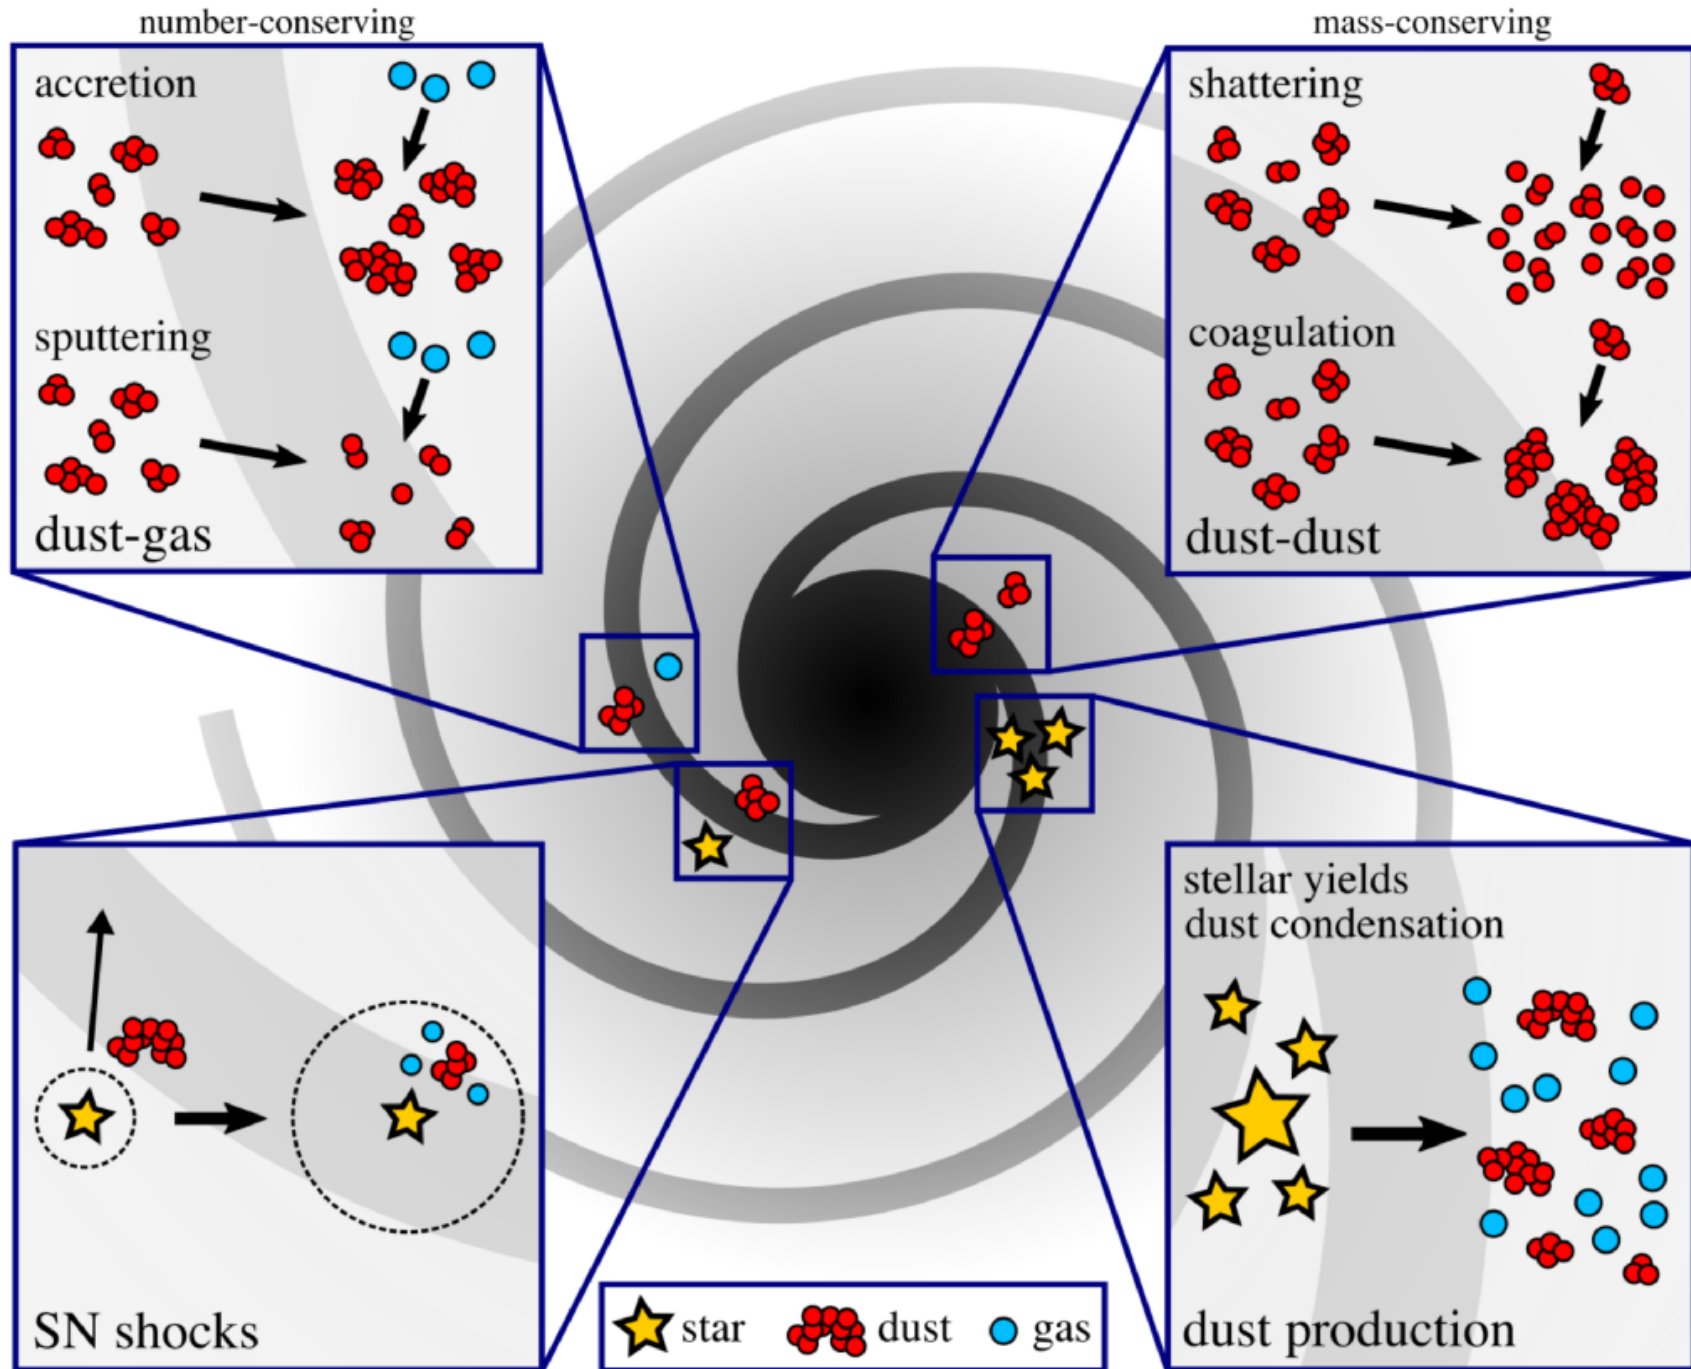 number-conserving
accretion
sputtering
dust-gas
mass-conserving
shattering
coagulation
dust-dust
SN shocks
stellar yields
dust condensation
dust production
star dust gas